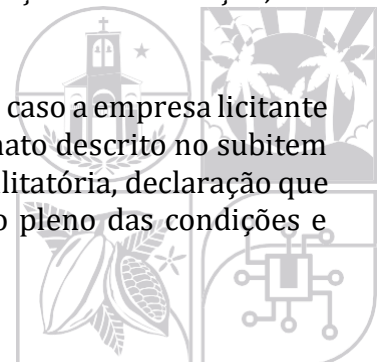 caso a empresa licitante
nato descrito no subitem
litatória, declaração que
o pleno das condições e